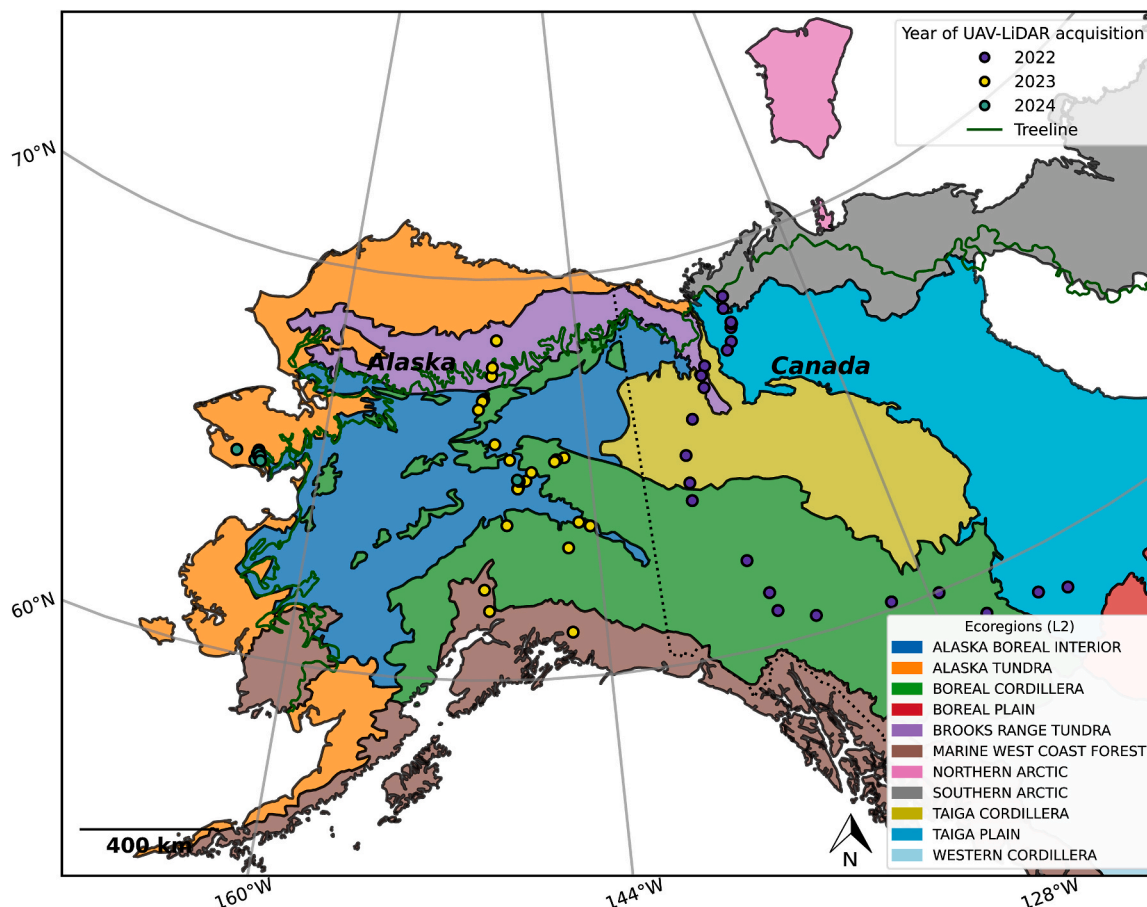 Year of UAV-LiDAR acquisition
2022
2023
2024
Treeline
70°N
Alaska
Canada
60°N
Ecoregions (L2)
ALASKA BOREAL INTERIOR
ALASKA TUNDRA
BOREAL CORDILLERA
BOREAL PLAIN
BROOKS RANGE TUNDRA
MARINE WEST COAST FOREST
NORTHERN ARCTIC
SOUTHERN ARCTIC
TAIGA CORDILLERA
TAIGA PLAIN
WESTERN CORDILLERA
400 km
N
160°W
144°W
128°W